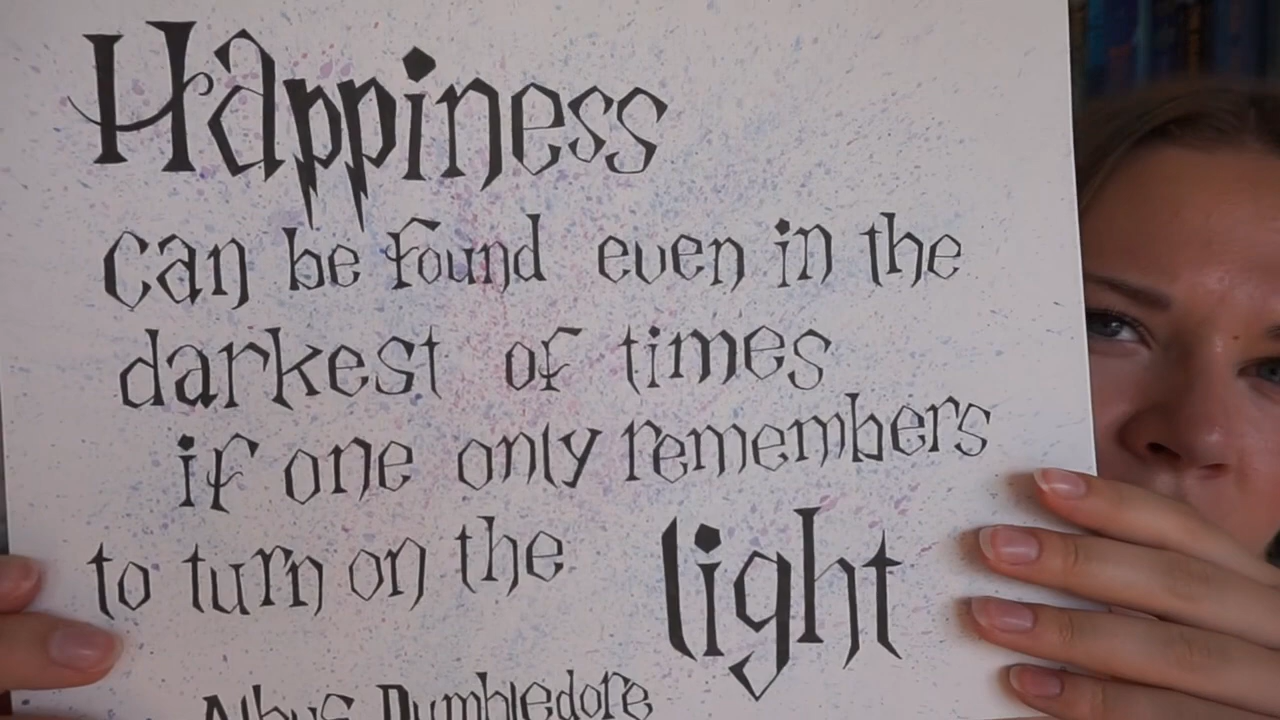 Happiness
can be found even in the
darkest of times
if one only remembers
to turn on the light
Albus Dumbledore